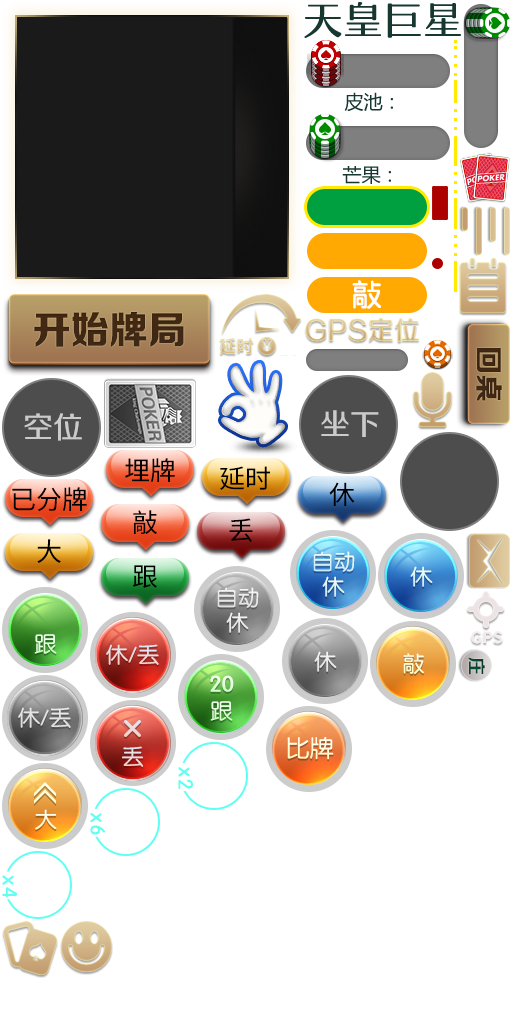 天皇巨星
皮池：
芒果：
POKER
敲
开始牌局
延时
¥
GPS定位
回桌
空位
POKER
坐下
已分牌
埋牌
延时
休
大
敲
丢
跟
自动
休
休
跟
自动
休
休/丢
休
敲
GPS
庄
休/丢
20
跟
丢
比牌
大
x2
x6
x4